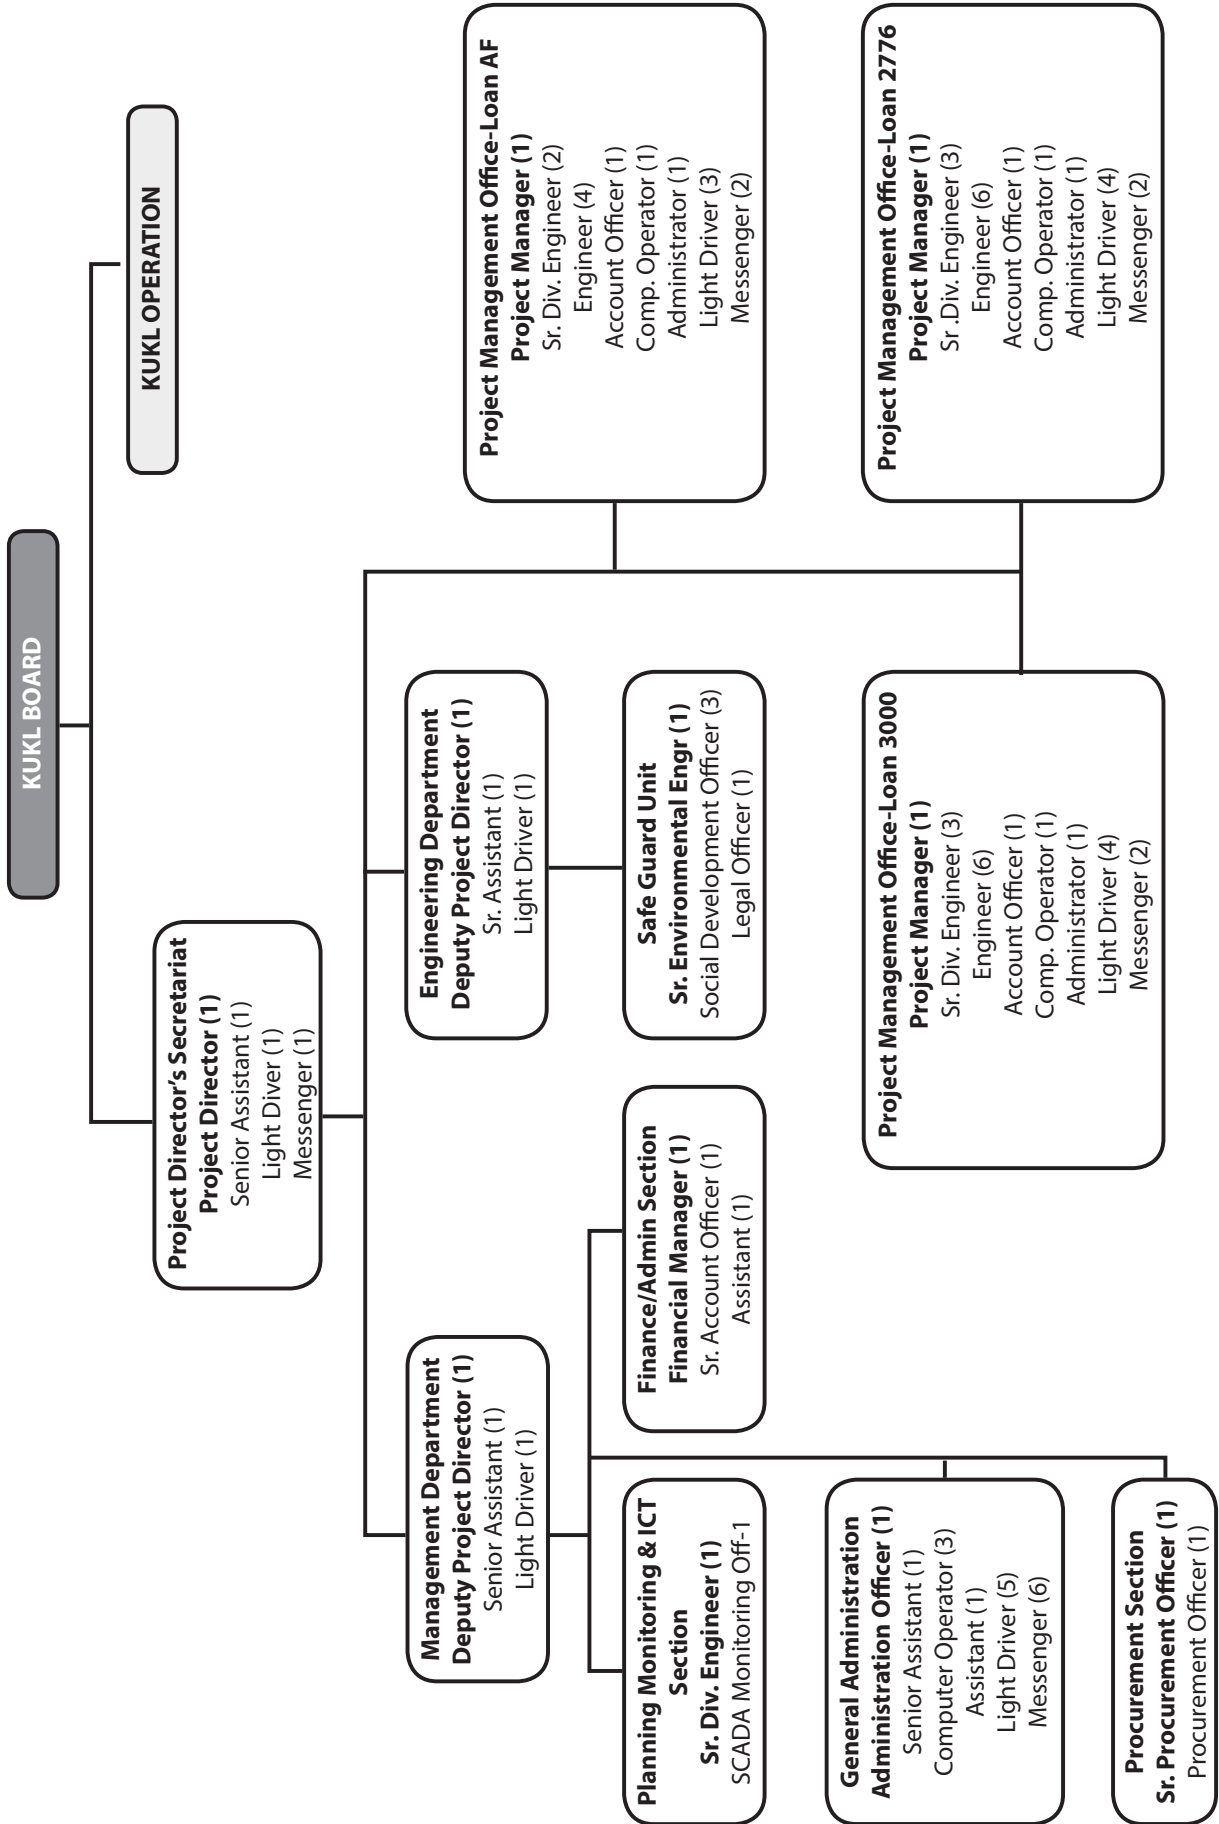 KUKL BOARD
KUKL OPERATION
Project Director's Secretariat
Project Director (1)
Senior Assistant (1)
Light Diver (1)
Messenger (1)
Management Department
Deputy Project Director (1)
Senior Assistant (1)
Light Driver (1)
Engineering Department
Deputy Project Director (1)
Sr. Assistant (1)
Light Driver (1)
Project Management Office-Loan AF
Project Manager (1)
Sr. Div. Engineer (2)
Engineer (4)
Account Officer (1)
Comp. Operator (1)
Administrator (1)
Light Driver (3)
Messenger (2)
Planning Monitoring & ICT
Section
Sr. Div. Engineer (1)
SCADA Monitoring Off-1
Finance/Admin Section
Financial Manager (1)
Sr. Account Officer (1)
Assistant (1)
Safe Guard Unit
Sr. Environmental Engr (1)
Social Development Officer (3)
Legal Officer (1)
General Administration
Administration Officer (1)
Senior Assistant (1)
Computer Operator (3)
Assistant (1)
Light Driver (5)
Messenger (6)
Project Management Office-Loan 3000
Project Manager (1)
Sr. Div. Engineer (3)
Engineer (6)
Account Officer (1)
Comp. Operator (1)
Administrator (1)
Light Driver (4)
Messenger (2)
Project Management Office-Loan 2776
Project Manager (1)
Sr .Div. Engineer (3)
Engineer (6)
Account Officer (1)
Comp. Operator (1)
Administrator (1)
Light Driver (4)
Messenger (2)
Procurement Section
Sr. Procurement Officer (1)
Procurement Officer (1)